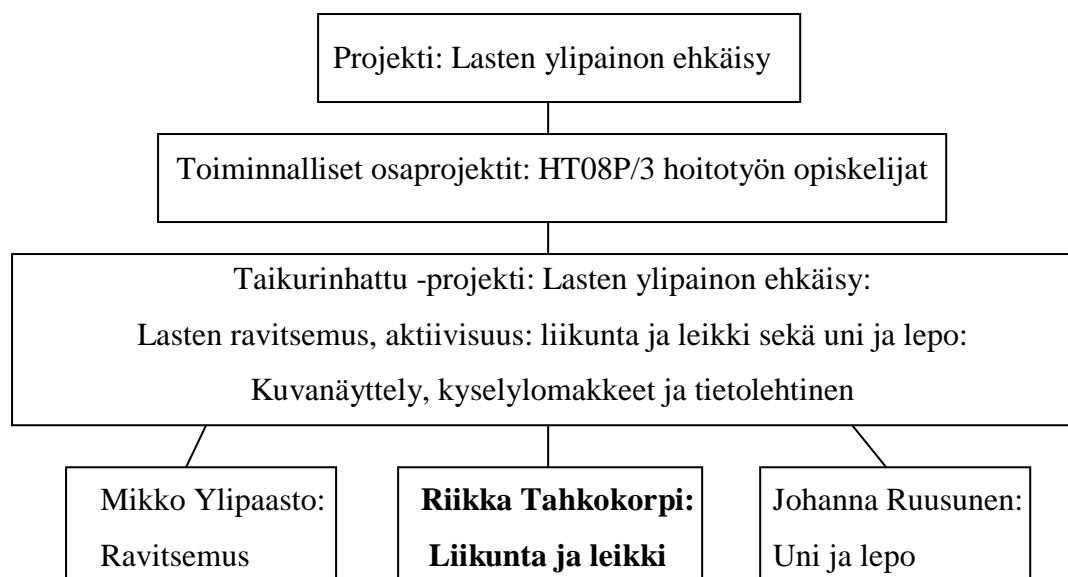 Projekti: Lasten ylipainon ehkäisy
Toiminnalliset osaprojektit: HT08P/3 hoitotyön opiskelijat
Taikurinhattu -projekti: Lasten ylipainon ehkäisy:
Lasten ravitsemus, aktiivisuus: liikunta ja leikki sekä uni ja lepo:
Kuvanäyttely, kyselylomakkeet ja tietolehtinen
Mikko Ylipaasto:
Ravitsemus
Riikka Tahkokorpi:
Liikunta ja leikki
Johanna Ruusunen:
Uni ja lepo